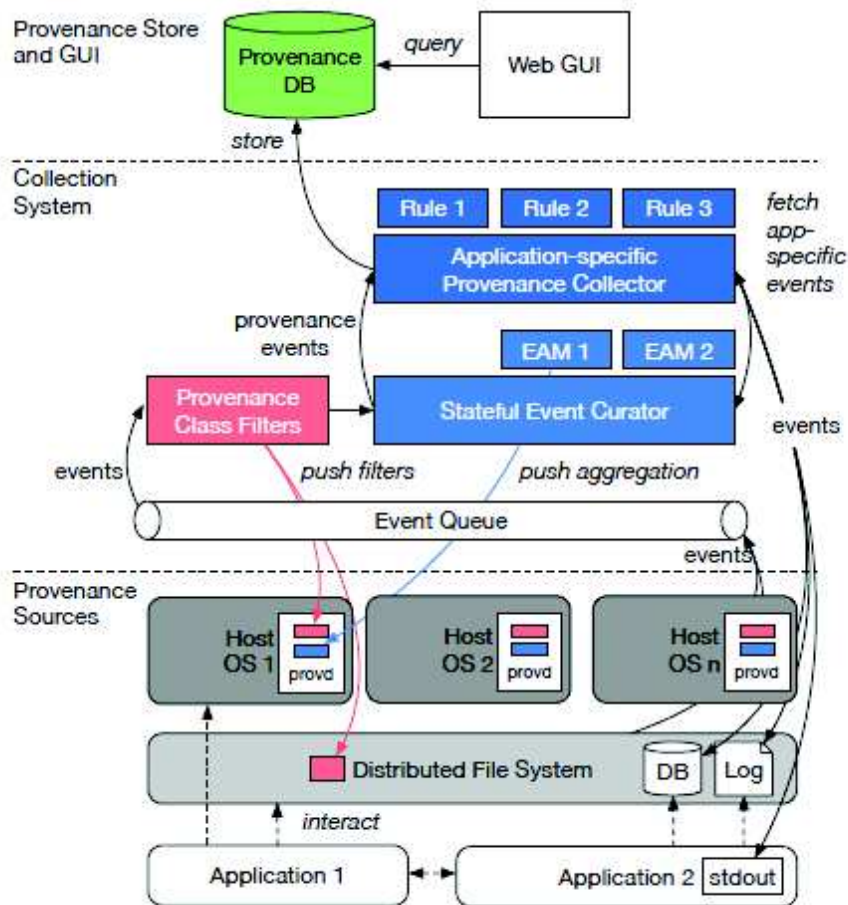 Provenance Store
and GUI
Provenance
DB
query
Web GUI
store
Collection
System
Rule 1
Rule 2
Rule 3
fetch
app-
specific
events
Application-specific
Provenance Collector
provenance
events
EAM 1
EAM 2
Provenance
Class Filters
Stateful Event Curator
events
events
push filters
push aggregation
Event Queue
events
Provenance
Sources
Host
OS 1
provd
Host
OS 2
provd
Host
OS n
provd
Distributed File System
DB
Log
interact
Application 1
Application 2
stdout